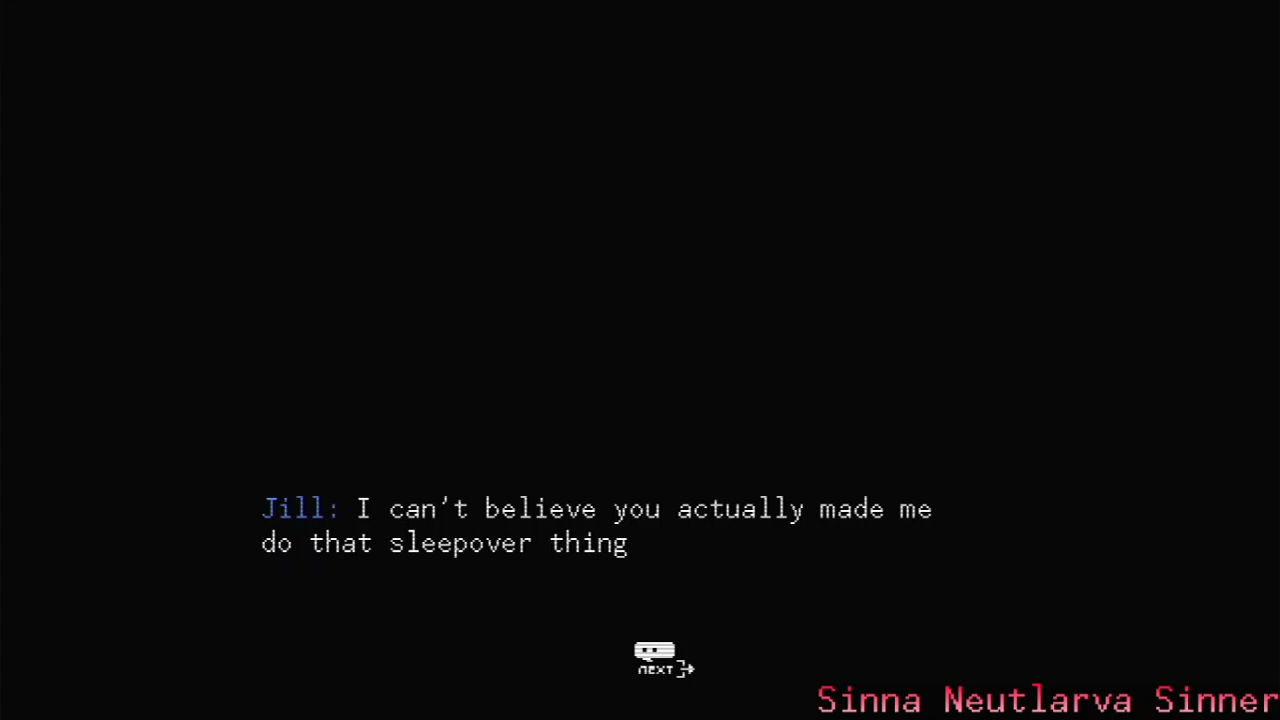 Jill: I can't believe you actually made me
do that sleepover thing
NEXT
Sinna Neutlarva Sinner